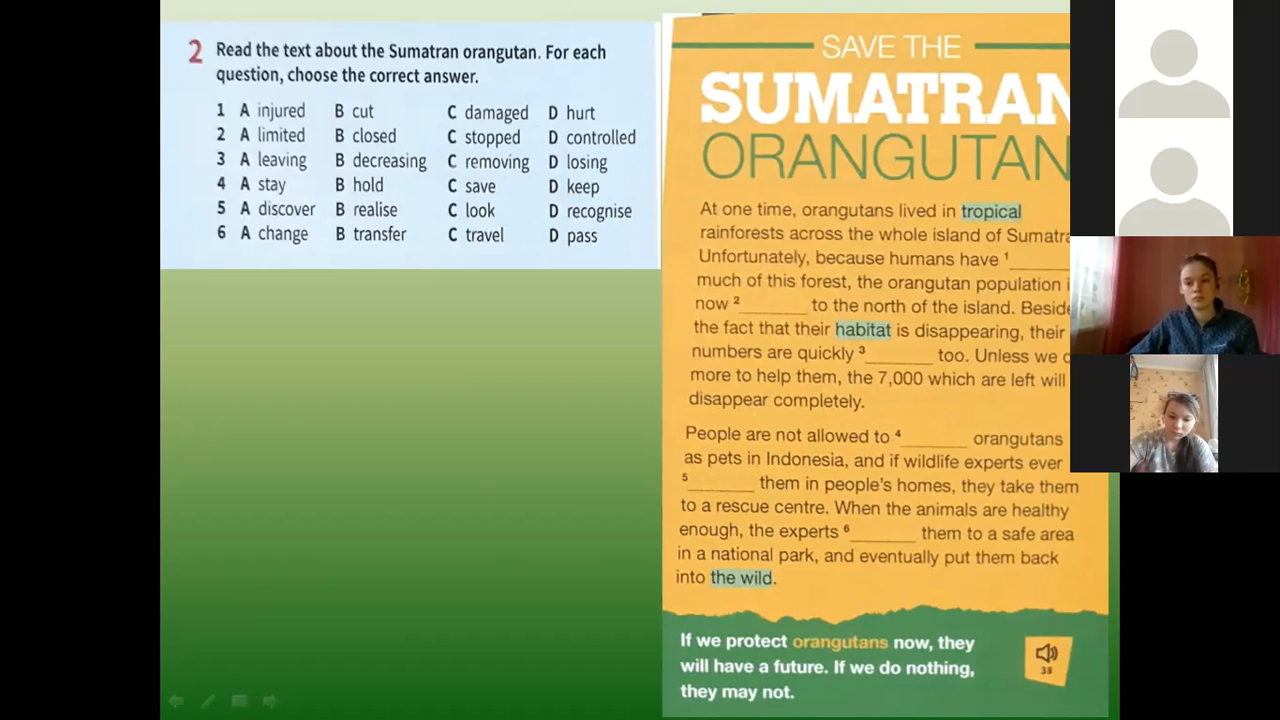 2 Read the text about the Sumatran orangutan. For each
question, choose the correct answer.
1 A injured B cut C damaged D hurt
2 A limited B closed C stopped D controlled
3 A leaving B decreasing C removing D losing
4 A stay B hold C save D keep
5 A discover B realise C look D recognise
6 A change B transfer C travel D pass
SAVE THE
SUMATRAN
ORANGUTAN
At one time, orangutans lived in tropical
rainforests across the whole island of
Unfortunately, because humans have 1 ______
much of this forest, the orangutan population
now 2 ______ to the north of the island.
the fact that their habitat is disappearing, their
numbers are quickly 3 ______ too. Unless we
more to help them, the 7,000 which are left will
disappear completely.
People are not allowed to 4 ______ orangutans
as pets in Indonesia, and if wildlife experts ever
5 ______ them in people's homes, they take them
to a rescue centre. When the animals are healthy
enough, the experts 6 ______ them to a safe area
in a national park, and eventually put them back
into the wild.
If we protect orangutans now, they
will have a future. If we do nothing,
they may not.
38